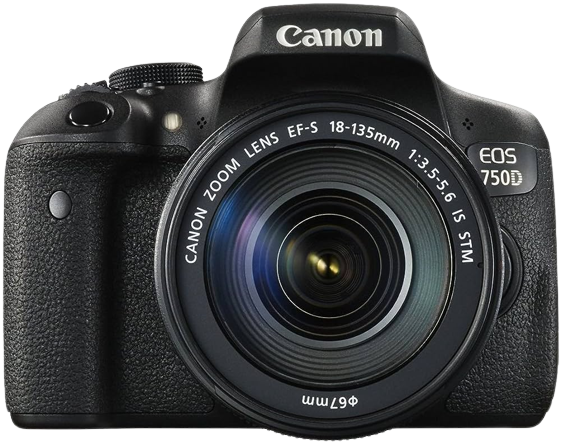 Canon
CANON ZOOM LENS EF-S 18-135mm 1:3.5-5.6 IS STM
EOS
750D
φ67mm